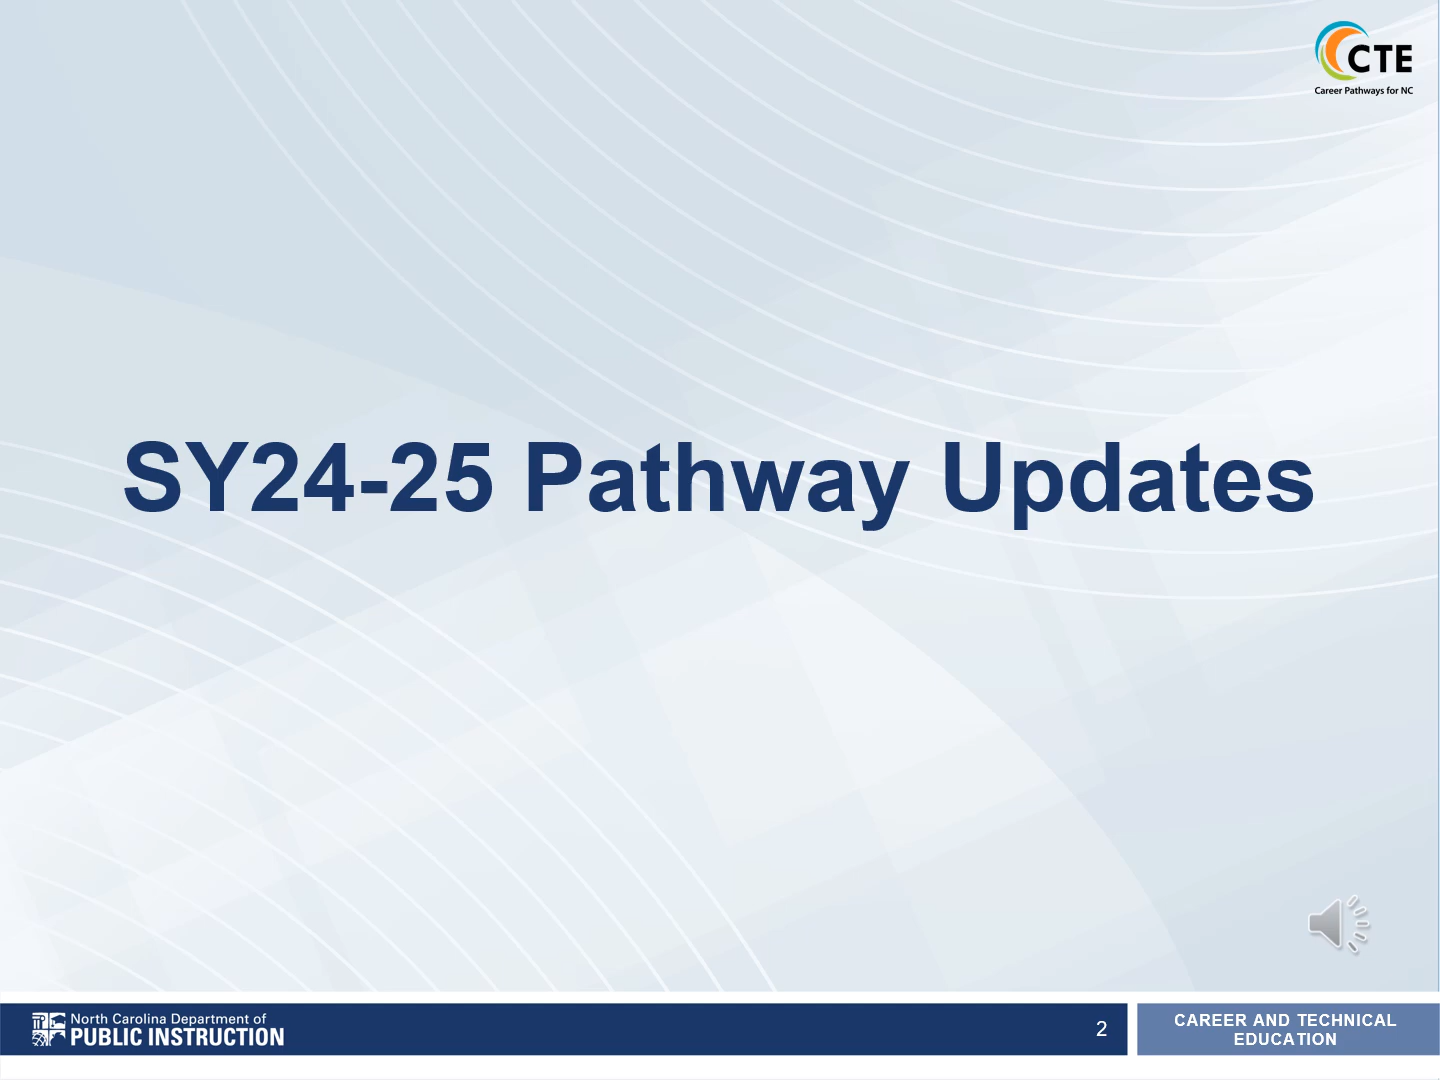 CTE
Career Pathways for NC
SY24-25 Pathway Updates
North Carolina Department of
PUBLIC INSTRUCTION
2
CAREER AND TECHNICAL
EDUCATION